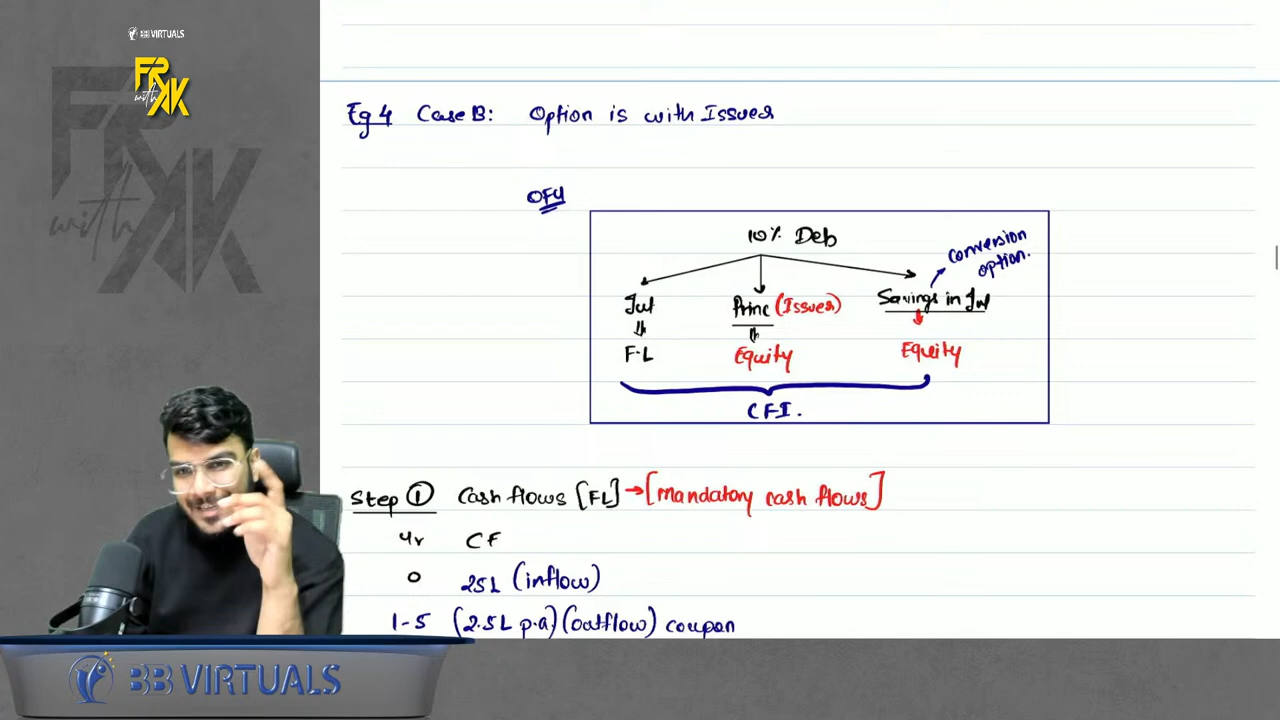 BB VIRTUALS
FR
with
AK
Eg 4 Case B: Option is with Issuer
OF4
10% Deb
conversion
option.
Int Princ (Issuer) Savings in Int
F.L Equity Equity
CFI.
Step ① Cash flows [FL] → [Mandatory cash flows]
Yr CF
0 25L (inflow)
1-5 (2.5L p.a) (outflow) coupon
BB VIRTUALS